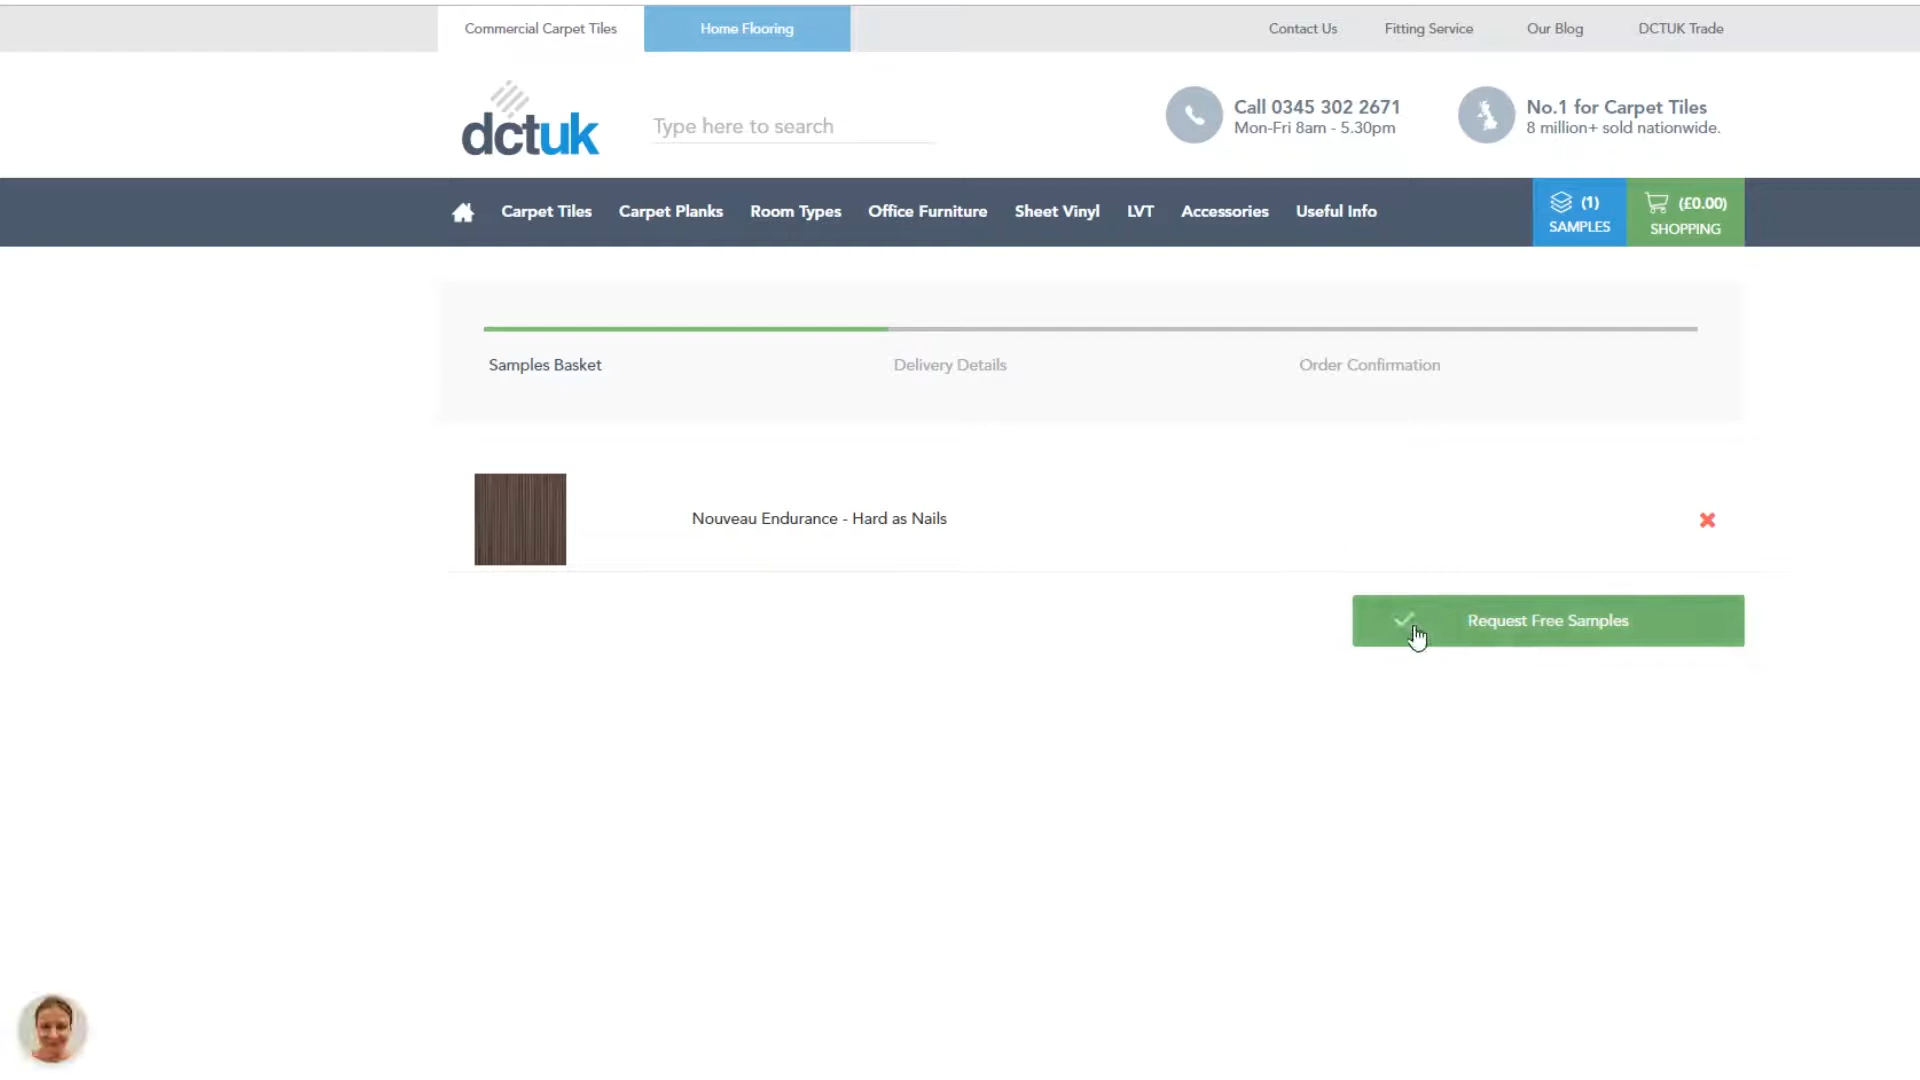 Commercial Carpet Tiles
Home Flooring
Contact Us
Fitting Service
Our Blog
DCTUK Trade
dctuk
Type here to search
Call 0345 302 2671
Mon-Fri 8am - 5.30pm
No.1 for Carpet Tiles
8 million+ sold nationwide.
Carpet Tiles
Carpet Planks
Room Types
Office Furniture
Sheet Vinyl
LVT
Accessories
Useful Info
(1)
SAMPLES
(£0.00)
SHOPPING
Samples Basket
Delivery Details
Order Confirmation
Nouveau Endurance - Hard as Nails
Request Free Samples